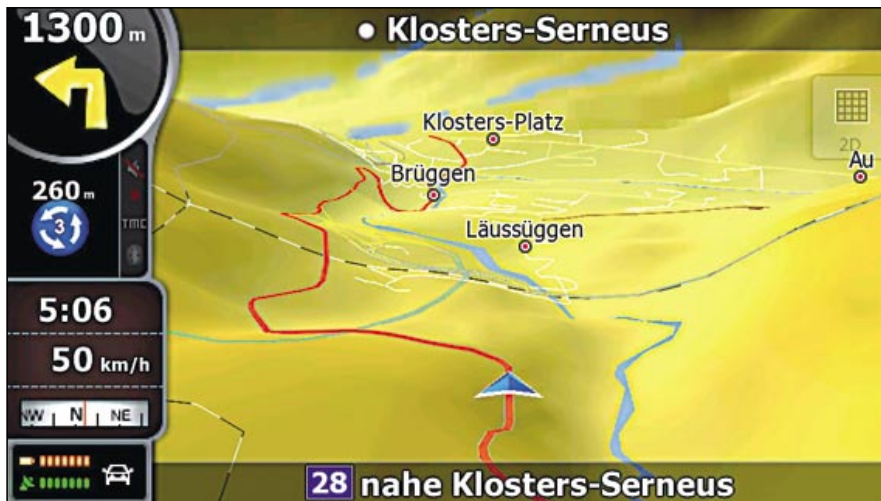 1300 m
Klosters-Serneus
260 m
3
TMC
5:06
50 km/h
NW N NE
Klosters-Platz
Brüggen
Au
Läussüggen
2D
28 nahe Klosters-Serneus